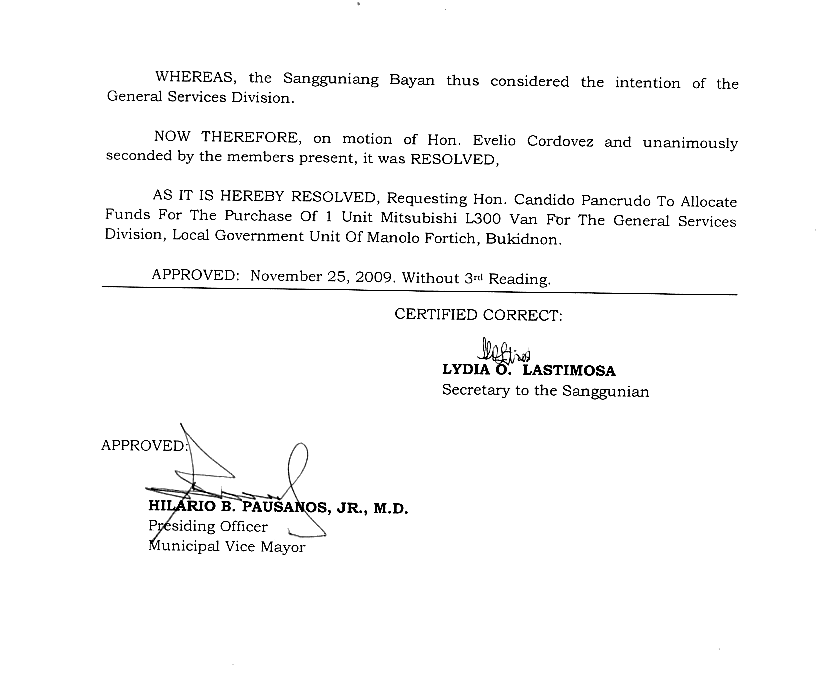 WHEREAS, the Sangguniang Bayan thus considered the intention of the
General Services Division.
NOW THEREFORE, on motion of Hon. Evelio Cordovez and unanimously
seconded by the members present, it was RESOLVED,
AS IT IS HEREBY RESOLVED, Requesting Hon. Candido Pancrudo To Allocate
Funds For The Purchase Of 1 Unit Mitsubishi L300 Van For The General Services
Division, Local Government Unit Of Manolo Fortich, Bukidnon.
APPROVED: November 25, 2009. Without 3rd Reading.
CERTIFIED CORRECT:
LYDIA O. LASTIMOSA
Secretary to the Sanggunian
APPROVED:
HILARIO B. PAUSANOS, JR., M.D.
Presiding Officer
Municipal Vice Mayor